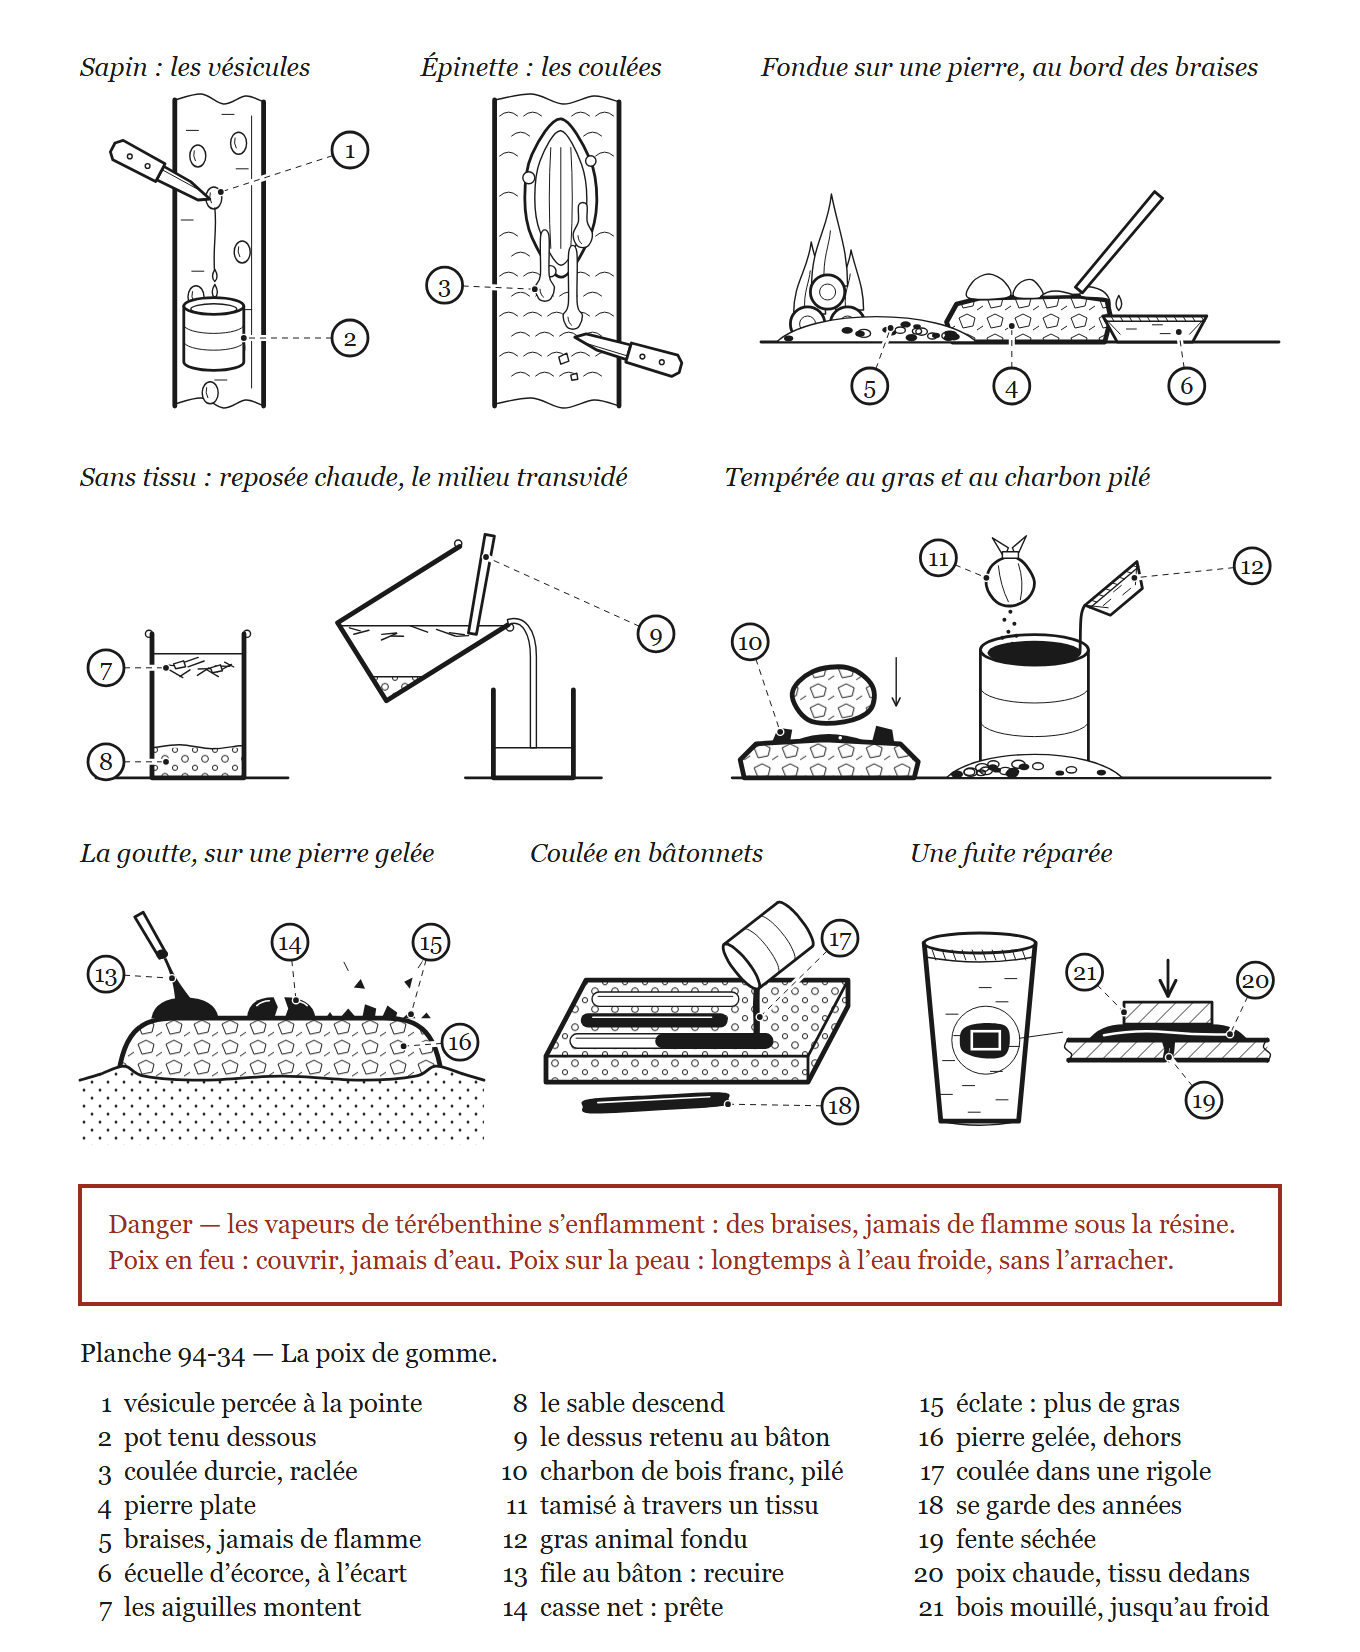 Sapin : les vésicules
Épinette : les coulées
Fondue sur une pierre, au bord des braises
1
2
3
5
4
6
Sans tissu : reposée chaude, le milieu transvidé
Tempérée au gras et au charbon pilé
7
8
9
10
11
12
La goutte, sur une pierre gelée
Coulée en bâtonnets
Une fuite réparée
13
14
15
16
17
18
21
20
19
Danger — les vapeurs de térébenthine s’enflamment : des braises, jamais de flamme sous la résine.
Poix en feu : couvrir, jamais d’eau. Poix sur la peau : longtemps à l’eau froide, sans l’arracher.
Planche 94-34 — La poix de gomme.
1 vésicule percée à la pointe
2 pot tenu dessous
3 coulée durcie, raclée
4 pierre plate
5 braises, jamais de flamme
6 écuelle d’écorce, à l’écart
7 les aiguilles montent
8 le sable descend
9 le dessus retenu au bâton
10 charbon de bois franc, pilé
11 tamisé à travers un tissu
12 gras animal fondu
13 file au bâton : recuire
14 casse net : prête
15 éclate : plus de gras
16 pierre gelée, dehors
17 coulée dans une rigole
18 se garde des années
19 fente séchée
20 poix chaude, tissu dedans
21 bois mouillé, jusqu’au froid